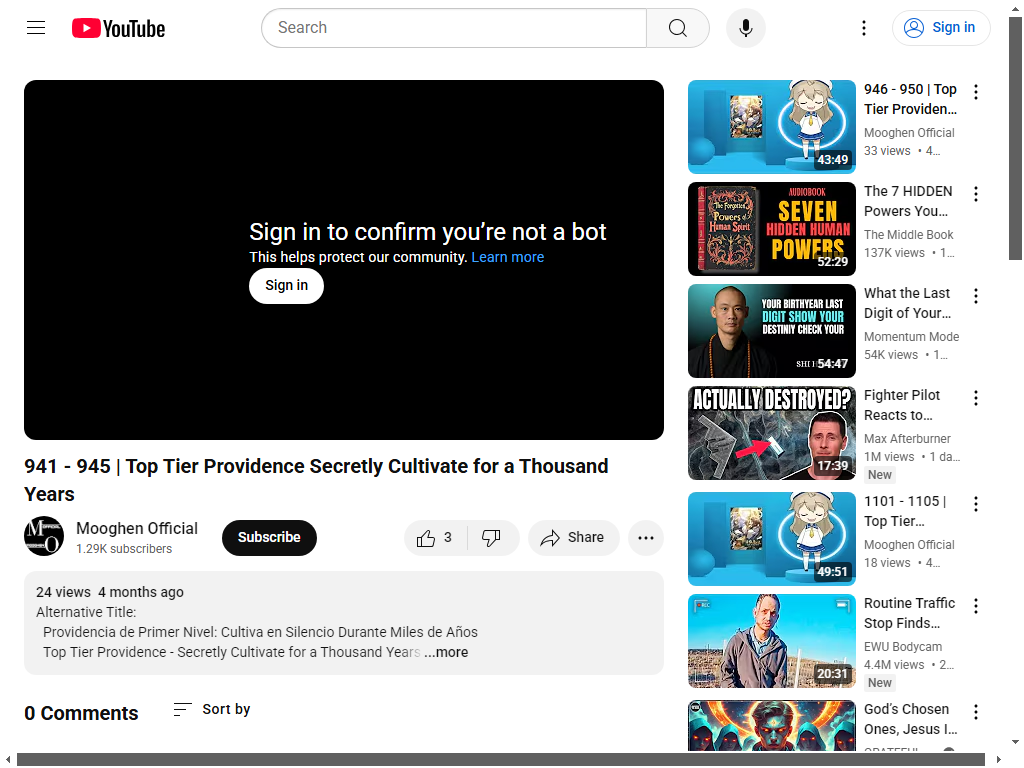 YouTube
Search
Sign in
Sign in to confirm you're not a bot
This helps protect our community. Learn more
Sign in
941 - 945 | Top Tier Providence Secretly Cultivate for a Thousand
Years
Mooghen Official
1.29K subscribers
Subscribe
3
Share
24 views 4 months ago
Alternative Title:
Providencia de Primer Nivel: Cultiva en Silencio Durante Miles de Años
Top Tier Providence - Secretly Cultivate for a Thousand Years ...more
0 Comments
Sort by
43:49
946 - 950 | Top
Tier Providen...
Mooghen Official
33 views • 4...
The Forgotten
Powers of
Human Spirit
AUDIOBOOK
SEVEN
HIDDEN HUMAN
POWERS
52:29
The 7 HIDDEN
Powers You...
The Middle Book
137K views • 1...
YOUR BIRTHYEAR LAST
DIGIT SHOW YOUR
DESTINIY CHECK YOUR
SHI
54:47
What the Last
Digit of Your...
Momentum Mode
54K views • 1...
ACTUALLY DESTROYED?
17:39
Fighter Pilot
Reacts to...
Max Afterburner
1M views • 1 da...
New
49:51
1101 - 1105 |
Top Tier...
Mooghen Official
18 views • 4...
REC
20:31
Routine Traffic
Stop Finds...
EWU Bodycam
4.4M views • 2...
New
God's Chosen
Ones, Jesus I...